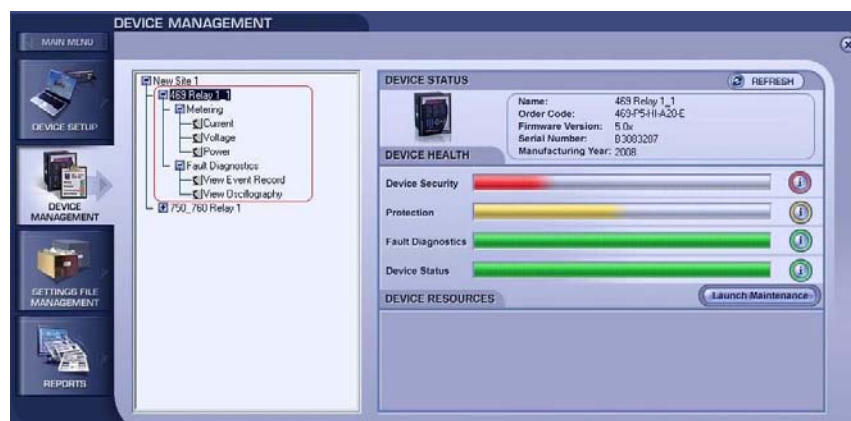 DEVICE MANAGEMENT
MAIN MENU
DEVICE SETUP
DEVICE
MANAGEMENT
SETTINGS FILE
MANAGEMENT
REPORTS
New Site 1
469 Relay 1_1
Metering
Current
Voltage
Power
Fault Diagnostics
View Event Record
View Oscillography
750_760 Relay 1
DEVICE STATUS
REFRESH
Name: 469 Relay 1_1
Order Code: 469-P5-HI-A20-E
Firmware Version: 5.0x
Serial Number: B3083207
Manufacturing Year: 2008
DEVICE HEALTH
Device Security
Protection
Fault Diagnostics
Device Status
DEVICE RESOURCES
Launch Maintenance